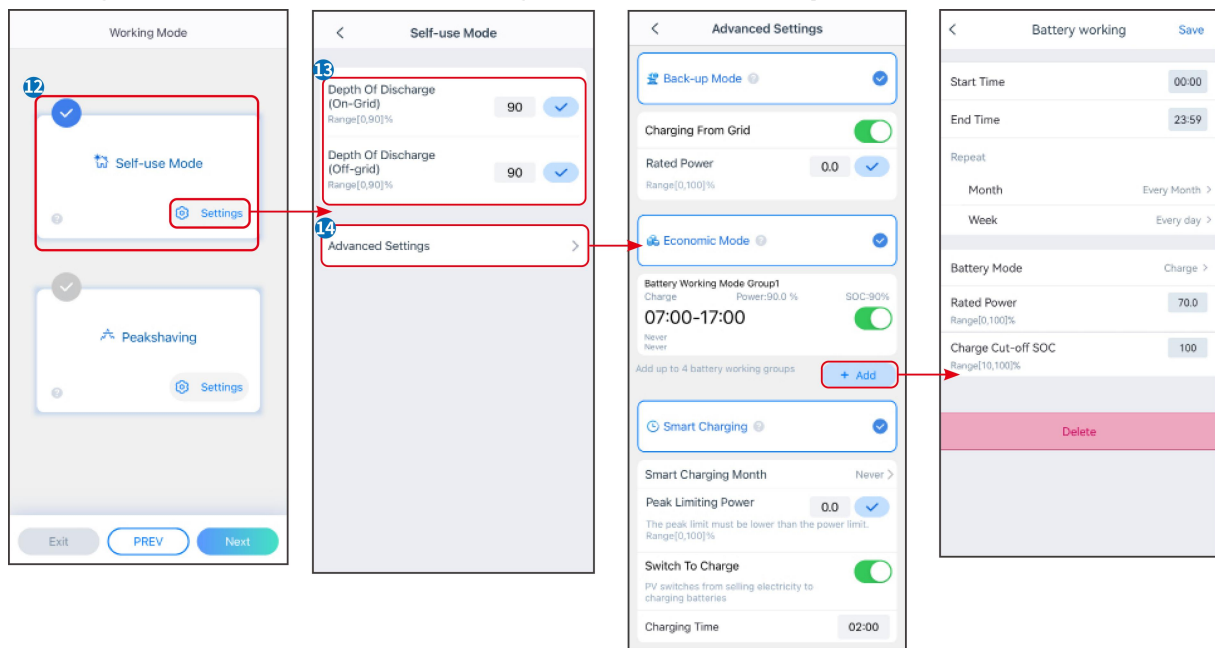 Working Mode
12
Self-use Mode
Settings
Peakshaving
Settings
Exit
PREV
Next
Self-use Mode
13
Depth Of Discharge
(On-Grid)
90
Range[0,90]%
Depth Of Discharge
(Off-grid)
90
Range[0,90]%
14
Advanced Settings
Advanced Settings
Back-up Mode
Charging From Grid
Rated Power
0.0
Range[0,100]%
Economic Mode
Battery Working Mode Group1
Charge Power:90.0 % SOC:90%
07:00-17:00
Never
Never
Add up to 4 battery working groups
+ Add
Smart Charging
Smart Charging Month Never
Peak Limiting Power
0.0
The peak limit must be lower than the power limit.
Range[0,100]%
Switch To Charge
PV switches from selling electricity to
charging batteries
Charging Time 02:00
Battery working Save
Start Time 00:00
End Time 23:59
Repeat
Month Every Month
Week Every day
Battery Mode Charge
Rated Power 70.0
Range[0,100]%
Charge Cut-off SOC 100
Range[10,100]%
Delete